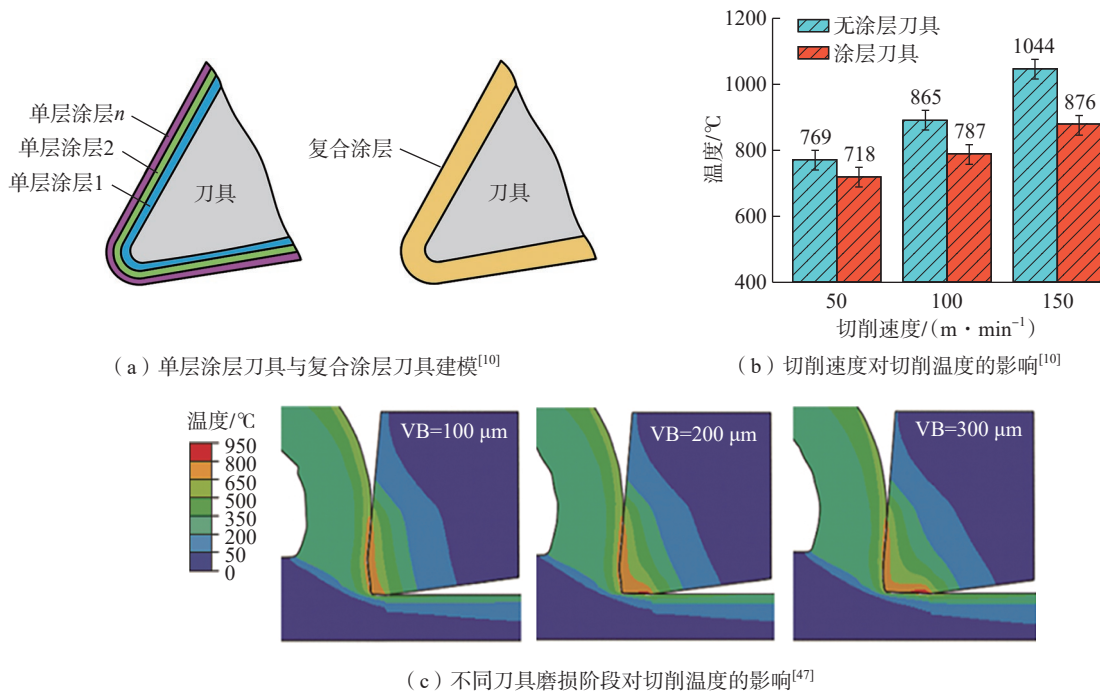 单层涂层n
单层涂层2
单层涂层1
刀具
复合涂层
刀具
(a)单层涂层刀具与复合涂层刀具建模[10]
1200
1000
800
600
400
温度/℃
无涂层刀具
涂层刀具
769
718
865
787
1044
876
50
100
150
切削速度/(m·min⁻¹)
(b)切削速度对切削温度的影响[10]
温度/℃
950
800
650
500
350
200
50
0
VB=100 μm
VB=200 μm
VB=300 μm
(c)不同刀具磨损阶段对切削温度的影响[47]